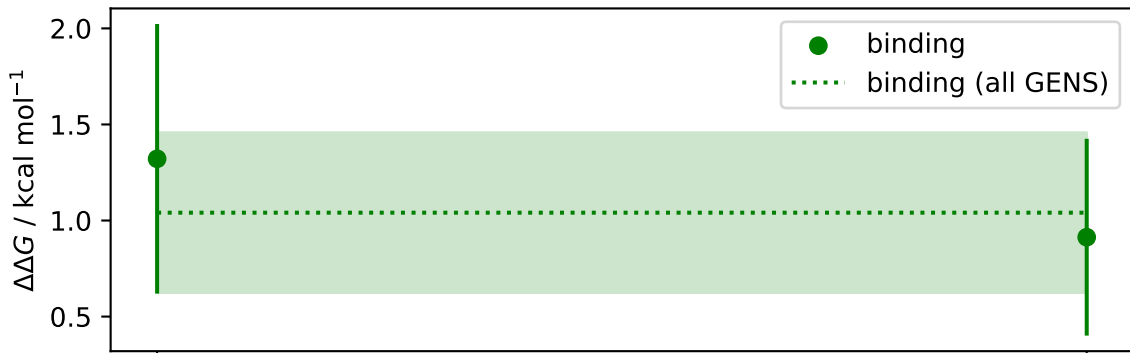 2.0
1.5
1.0
0.5
ΔΔG / kcal mol⁻¹
binding
binding (all GENS)